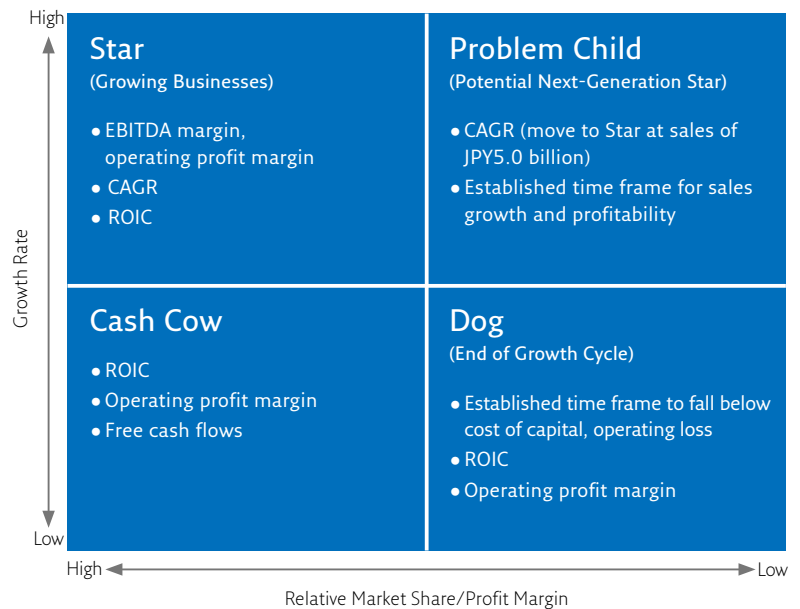 High
Growth Rate
Low
Star
(Growing Businesses)
● EBITDA margin,
operating profit margin
● CAGR
● ROIC
Problem Child
(Potential Next-Generation Star)
● CAGR (move to Star at sales of
JPY5.0 billion)
● Established time frame for sales
growth and profitability
Cash Cow
● ROIC
● Operating profit margin
● Free cash flows
Dog
(End of Growth Cycle)
● Established time frame to fall below
cost of capital, operating loss
● ROIC
● Operating profit margin
High
Low
Relative Market Share/Profit Margin